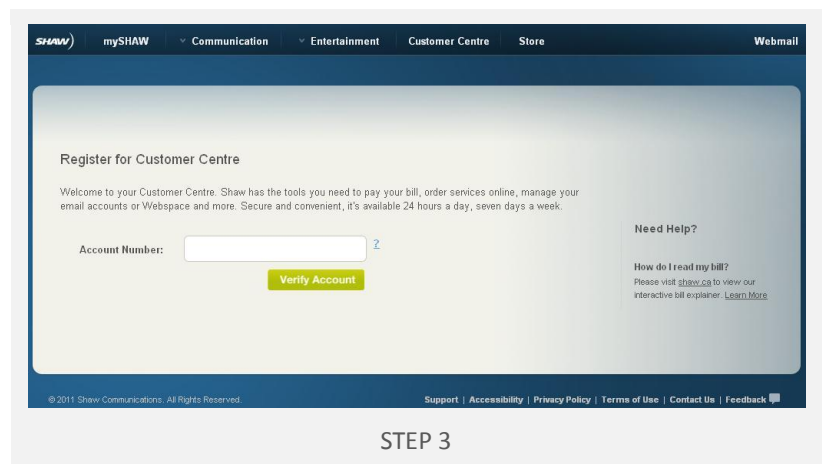 SHAW) mySHAW Communication Entertainment Customer Centre Store Webmail
Register for Customer Centre
Welcome to your Customer Centre. Shaw has the tools you need to pay your bill, order services online, manage your
email accounts or Webspace and more. Secure and convenient, it's available 24 hours a day, seven days a week.
Account Number: ?
Verify Account
Need Help?
How do I read my bill?
Please visit shaw.ca to view our
interactive bill explainer. Learn More
© 2011 Shaw Communications. All Rights Reserved. Support | Accessibility | Privacy Policy | Terms of Use | Contact Us | Feedback
STEP 3